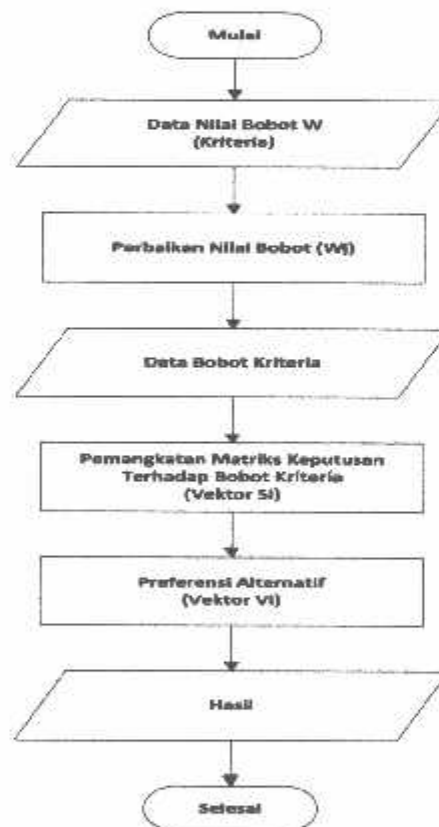 Mulai
Data Nilai Bobot W
(Kriteria)
Perbaikan Nilai Bobot (Wj)
Data Bobot Kriteria
Pemangkatan Matriks Keputusan
Terhadap Bobot Kriteria
(Vektor Si)
Preferensi Alternatif
(Vektor Vi)
Hasil
Selesai